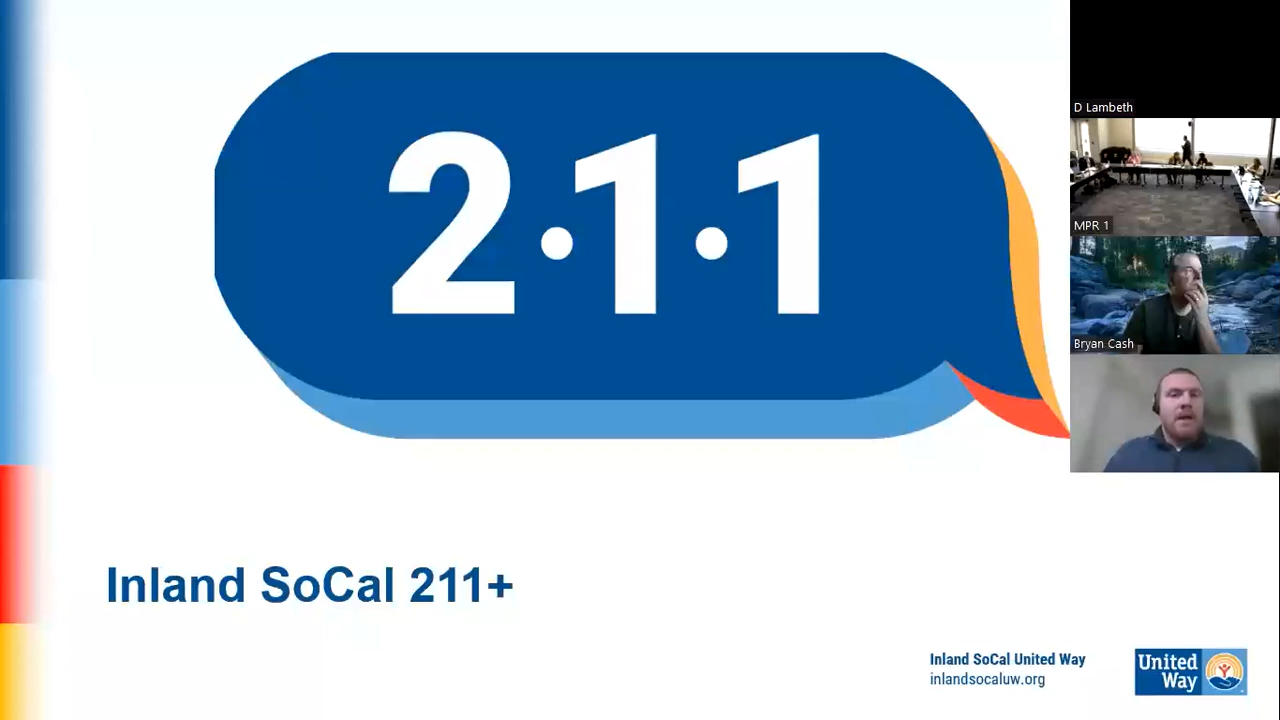 2·1·1
Inland SoCal 211+
Inland SoCal United Way
inlandsocaluw.org
United
Way
D Lambeth
MPR 1
Bryan Cash